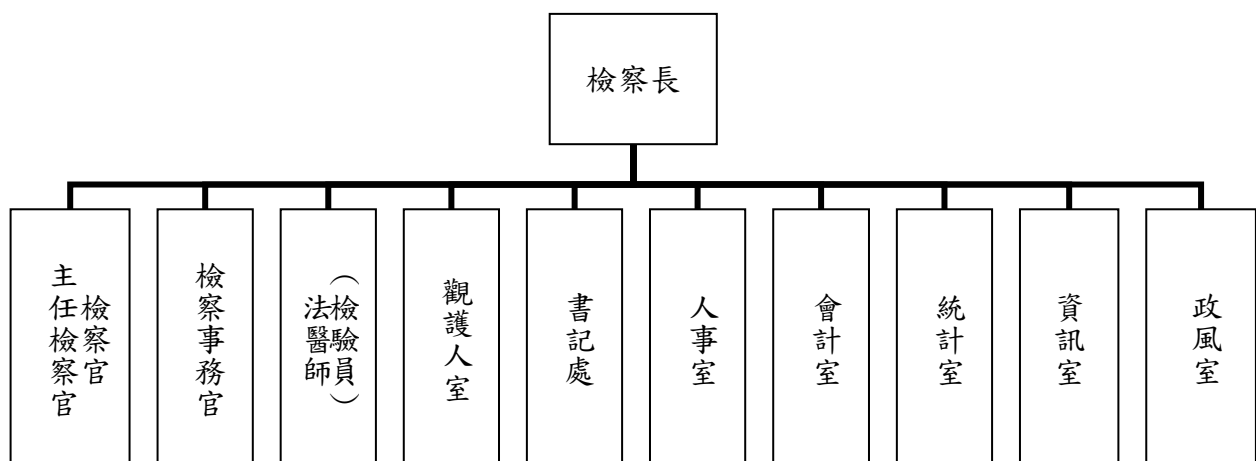 檢察長
主任檢察官
檢察官
檢察事務官
法醫師
（檢驗員）
觀護人室
書記處
人事室
會計室
統計室
資訊室
政風室